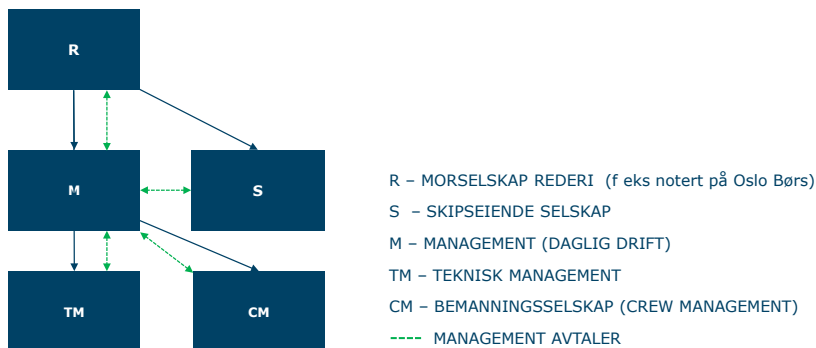 R
M
S
TM
CM
R – MORSELSKAP REDERI (f eks notert på Oslo Børs)
S – SKIPSEIENDE SELSKAP
M – MANAGEMENT (DAGLIG DRIFT)
TM – TEKNISK MANAGEMENT
CM – BEMANNINGSSELSKAP (CREW MANAGEMENT)
MANAGEMENT AVTALER